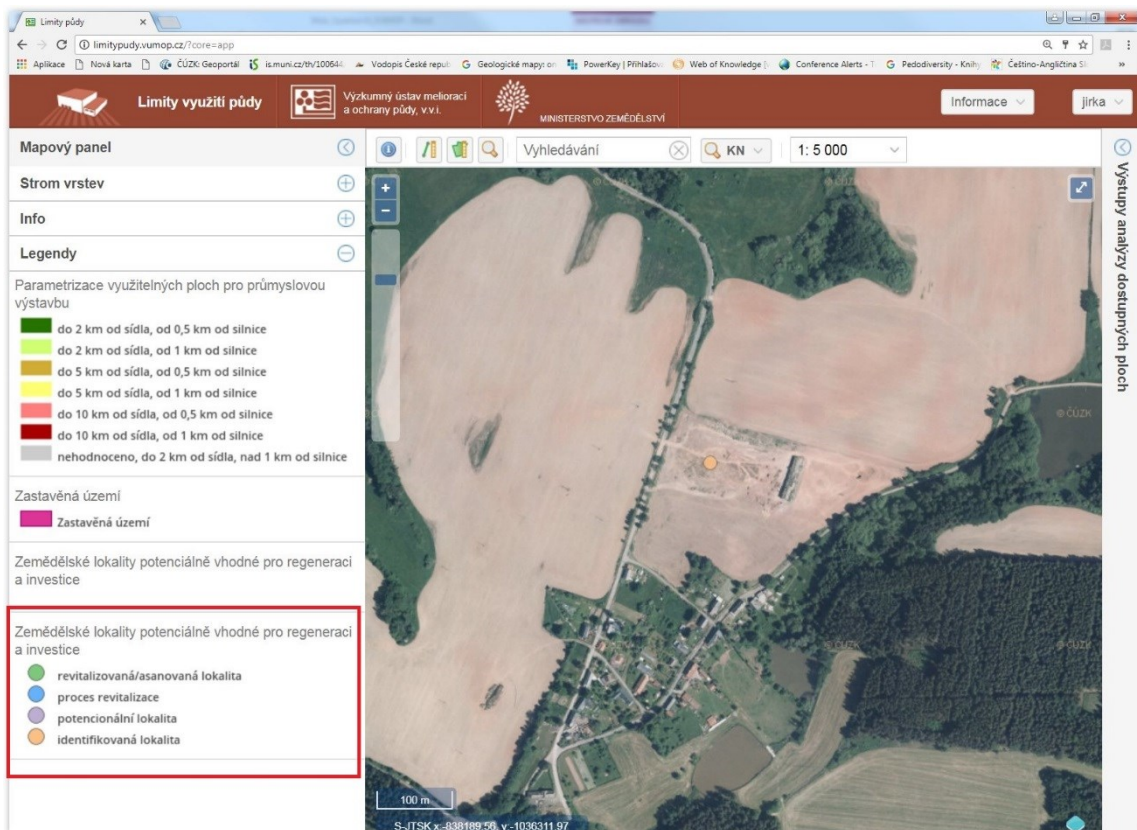 Limity půdy
limitypudy.vumop.cz/?core=app
Aplikace Nová karta ČÚZK: Geoportál is.muni.cz/th/100644 Vodopis České repub Geologické mapy: on PowerKey | Přihlašov Web of Knowledge Conference Alerts - T Pedodiversity - Knihy Čeština-Angličtina »
Limity využití půdy
Výzkumný ústav meliorací
a ochrany půdy, v.v.i.
MINISTERSTVO ZEMĚDĚLSTVÍ
Informace
jirka
Mapový panel
Vyhledávání
KN
1: 5 000
Výstupy analýzy dostupných ploch
Strom vrstev
Info
Legendy
Parametrizace využitelných ploch pro průmyslovou
výstavbu
do 2 km od sídla, od 0,5 km od silnice
do 2 km od sídla, od 1 km od silnice
do 5 km od sídla, od 0,5 km od silnice
do 5 km od sídla, od 1 km od silnice
do 10 km od sídla, od 0,5 km od silnice
do 10 km od sídla, od 1 km od silnice
nehodnoceno, do 2 km od sídla, nad 1 km od silnice
Zastavěná území
Zastavěná území
Zemědělské lokality potenciálně vhodné pro regeneraci
a investice
Zemědělské lokality potenciálně vhodné pro regeneraci
a investice
revitalizovaná/asanovaná lokalita
proces revitalizace
potencionální lokalita
identifikovaná lokalita
© ČÚZK
© ČÚZK
© ČÚZK
© ČÚZK
100 m
S-JTSK x:-838189.56, y:-1036311.97